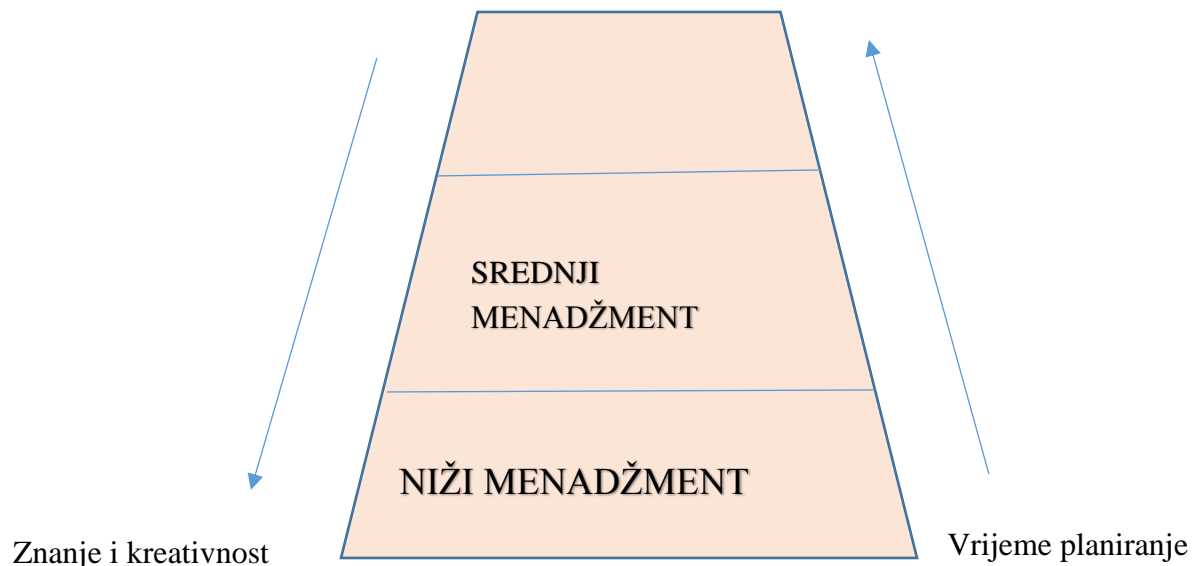 SREDNJI
MENADŽMENT
NIŽI MENADŽMENT
Znanje i kreativnost
Vrijeme planiranje